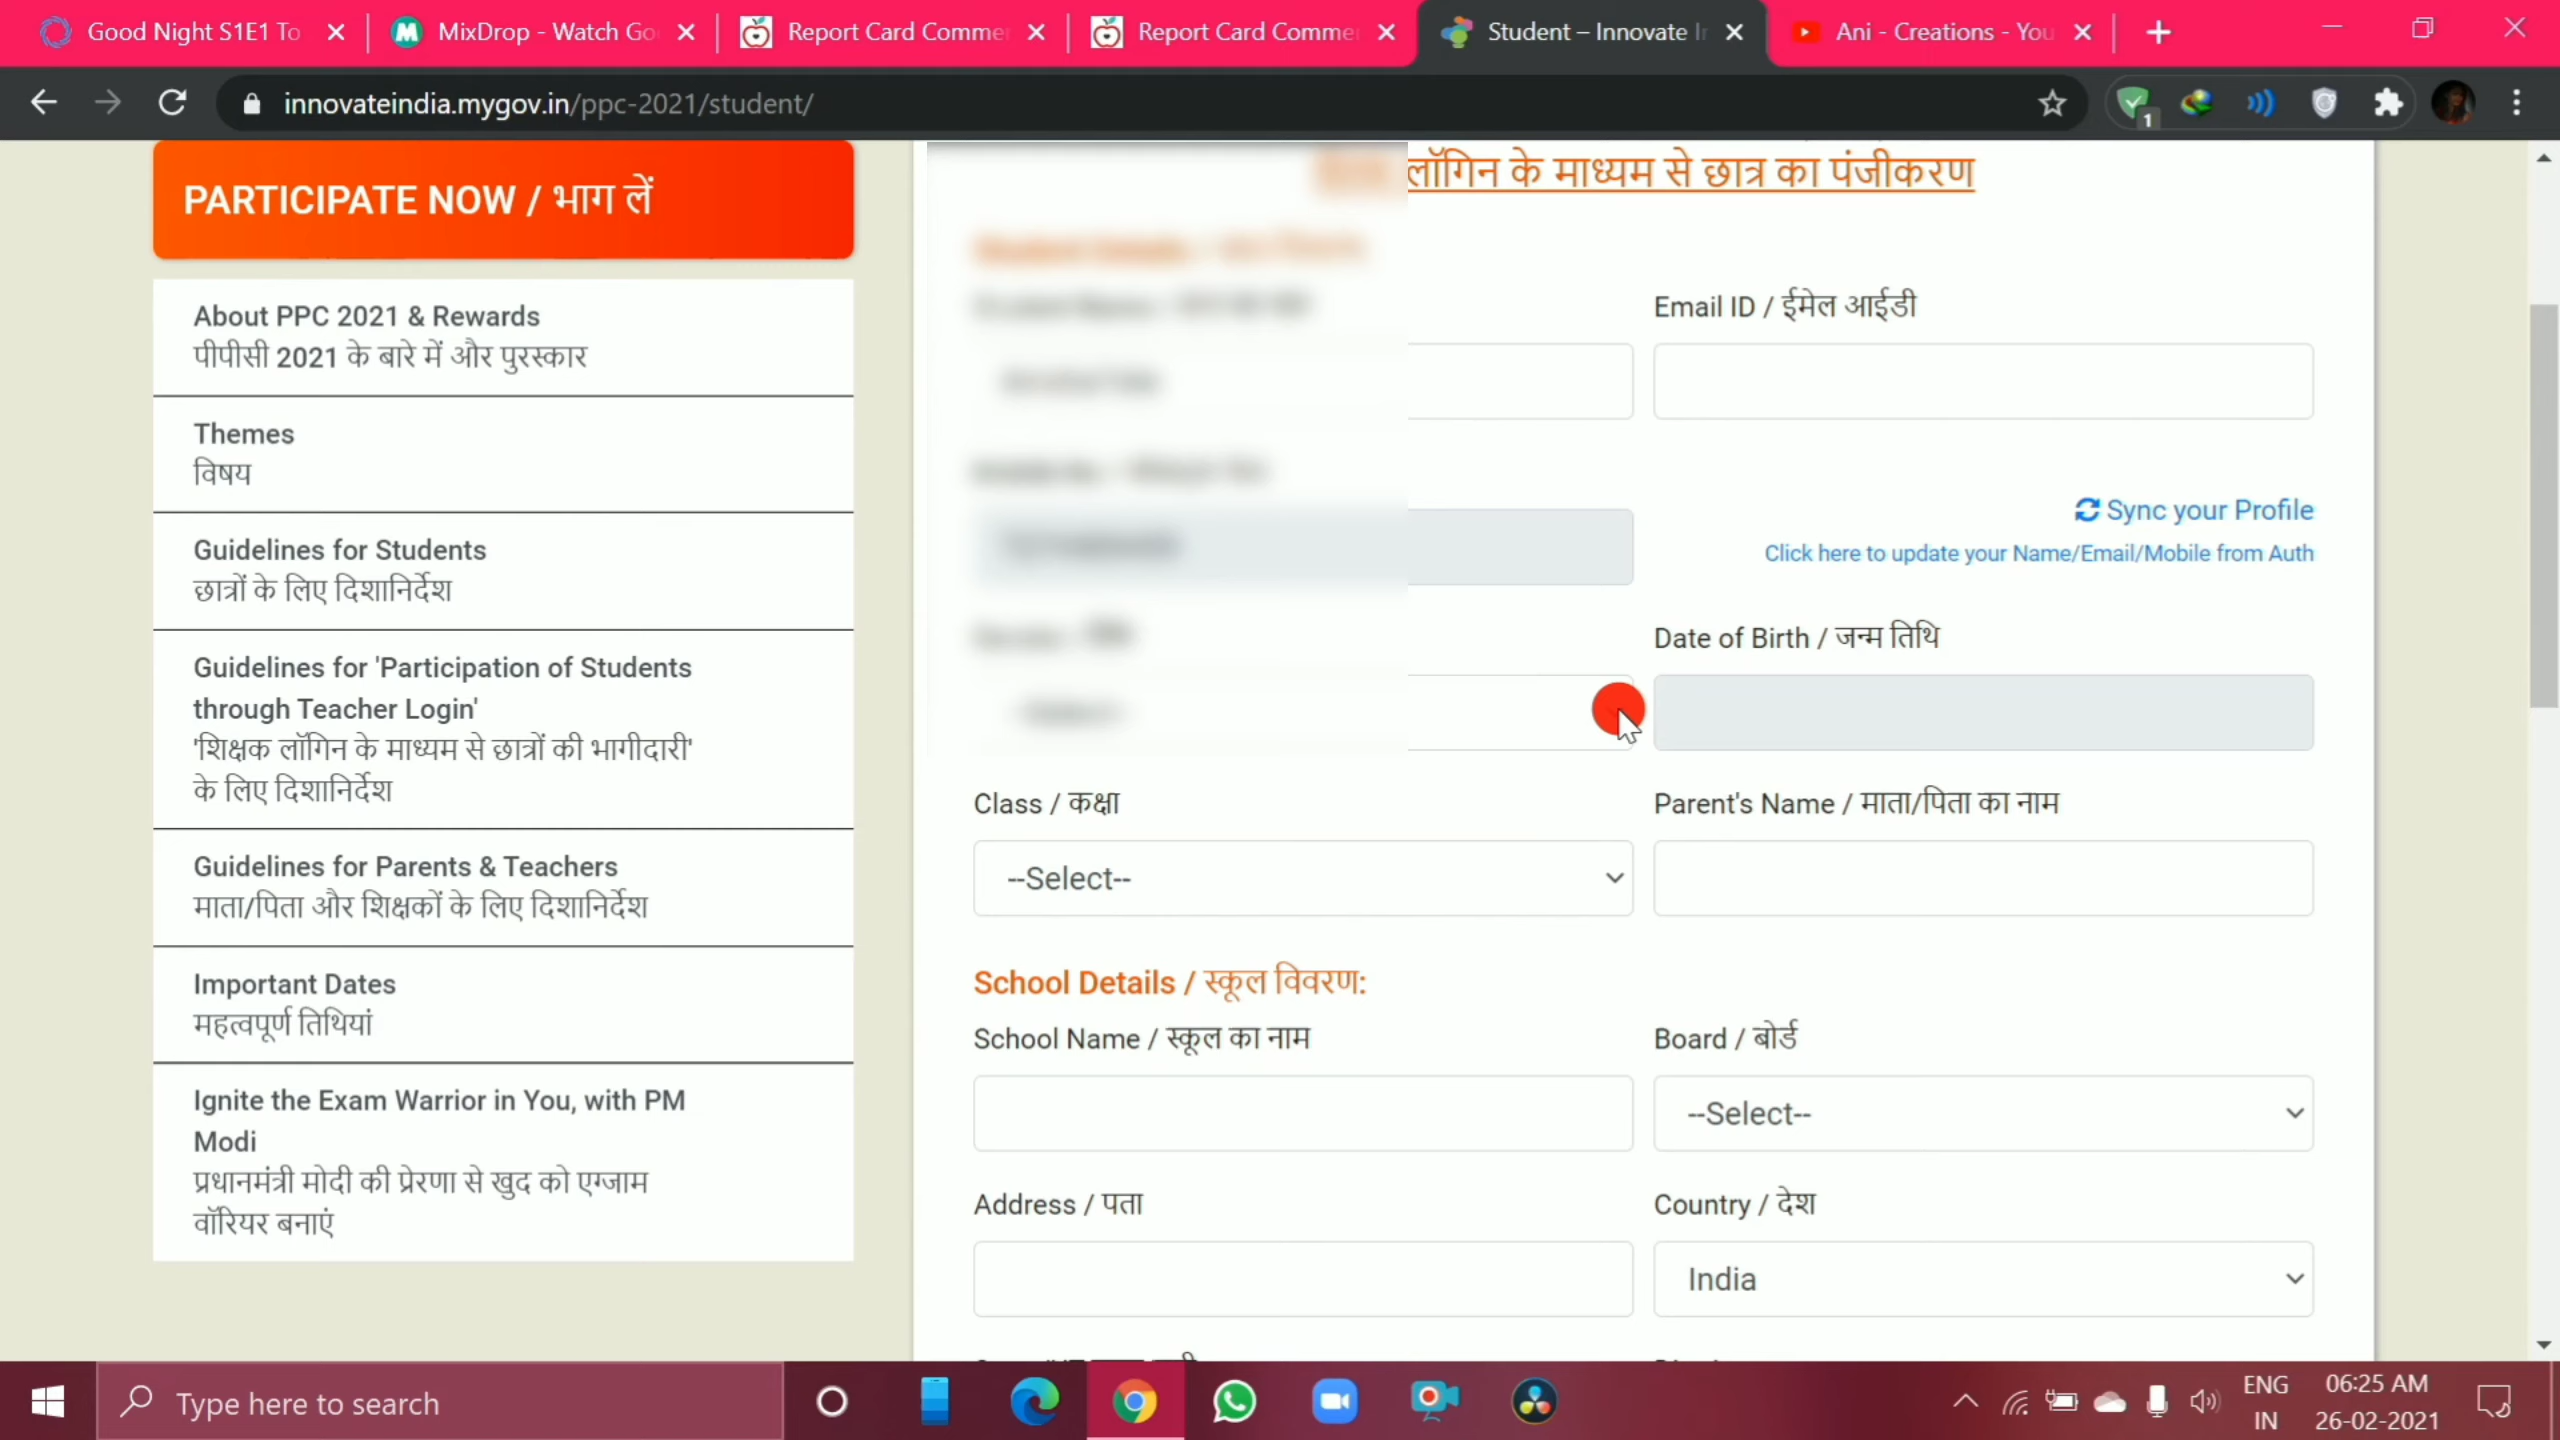 Good Night S1E1 To
MixDrop - Watch Go
Report Card Comme
Report Card Comme
Student – Innovate I
Ani - Creations - You
innovateindia.mygov.in/ppc-2021/student/
1
PARTICIPATE NOW / भाग लें
About PPC 2021 & Rewards
पीपीसी 2021 के बारे में और पुरस्कार
Themes
विषय
Guidelines for Students
छात्रों के लिए दिशानिर्देश
Guidelines for 'Participation of Students
through Teacher Login'
'शिक्षक लॉगिन के माध्यम से छात्रों की भागीदारी'
के लिए दिशानिर्देश
Guidelines for Parents & Teachers
माता/पिता और शिक्षकों के लिए दिशानिर्देश
Important Dates
महत्वपूर्ण तिथियां
Ignite the Exam Warrior in You, with PM
Modi
प्रधानमंत्री मोदी की प्रेरणा से खुद को एग्जाम
वॉरियर बनाएं
लॉगिन के माध्यम से छात्र का पंजीकरण
Email ID / ईमेल आईडी
Sync your Profile
Click here to update your Name/Email/Mobile from Auth
Date of Birth / जन्म तिथि
Class / कक्षा
Parent's Name / माता/पिता का नाम
--Select--
School Details / स्कूल विवरण:
School Name / स्कूल का नाम
Board / बोर्ड
--Select--
Address / पता
Country / देश
India
Type here to search
ENG
IN
06:25 AM
26-02-2021